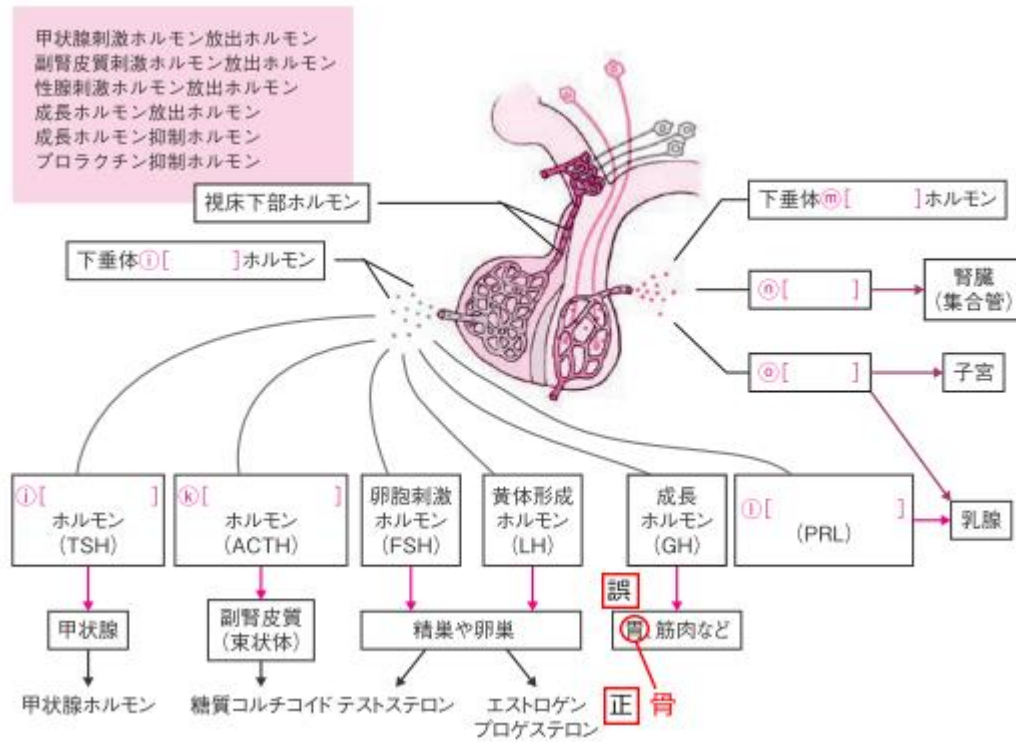 甲状腺刺激ホルモン放出ホルモン
副腎皮質刺激ホルモン放出ホルモン
性腺刺激ホルモン放出ホルモン
成長ホルモン放出ホルモン
成長ホルモン抑制ホルモン
プロラクチン抑制ホルモン
視床下部ホルモン
下垂体ⓘ[ ]ホルモン
下垂体ⓜ[ ]ホルモン
ⓝ[ ]
腎臓
(集合管)
ⓞ[ ]
子宮
ⓙ[ ]
ホルモン
(TSH)
ⓚ[ ]
ホルモン
(ACTH)
卵胞刺激
ホルモン
(FSH)
黄体形成
ホルモン
(LH)
成長
ホルモン
(GH)
ⓛ[ ]
(PRL)
乳腺
甲状腺
副腎皮質
(束状体)
精巣や卵巣
誤
胃、筋肉など
正 骨
甲状腺ホルモン
糖質コルチコイド
テストステロン
エストロゲン
プロゲステロン